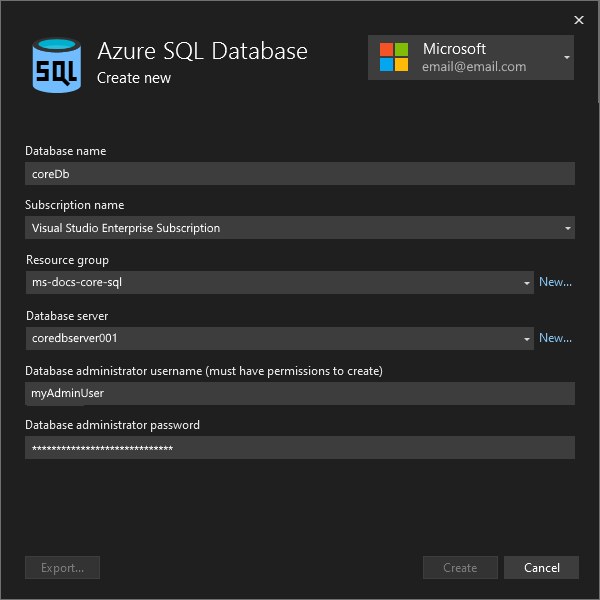 SQL
Azure SQL Database
Create new
Microsoft
email@email.com
Database name
coreDb
Subscription name
Visual Studio Enterprise Subscription
Resource group
ms-docs-core-sql
New...
Database server
coredbserver001
New...
Database administrator username (must have permissions to create)
myAdminUser
Database administrator password
*****************************
Export...
Create
Cancel